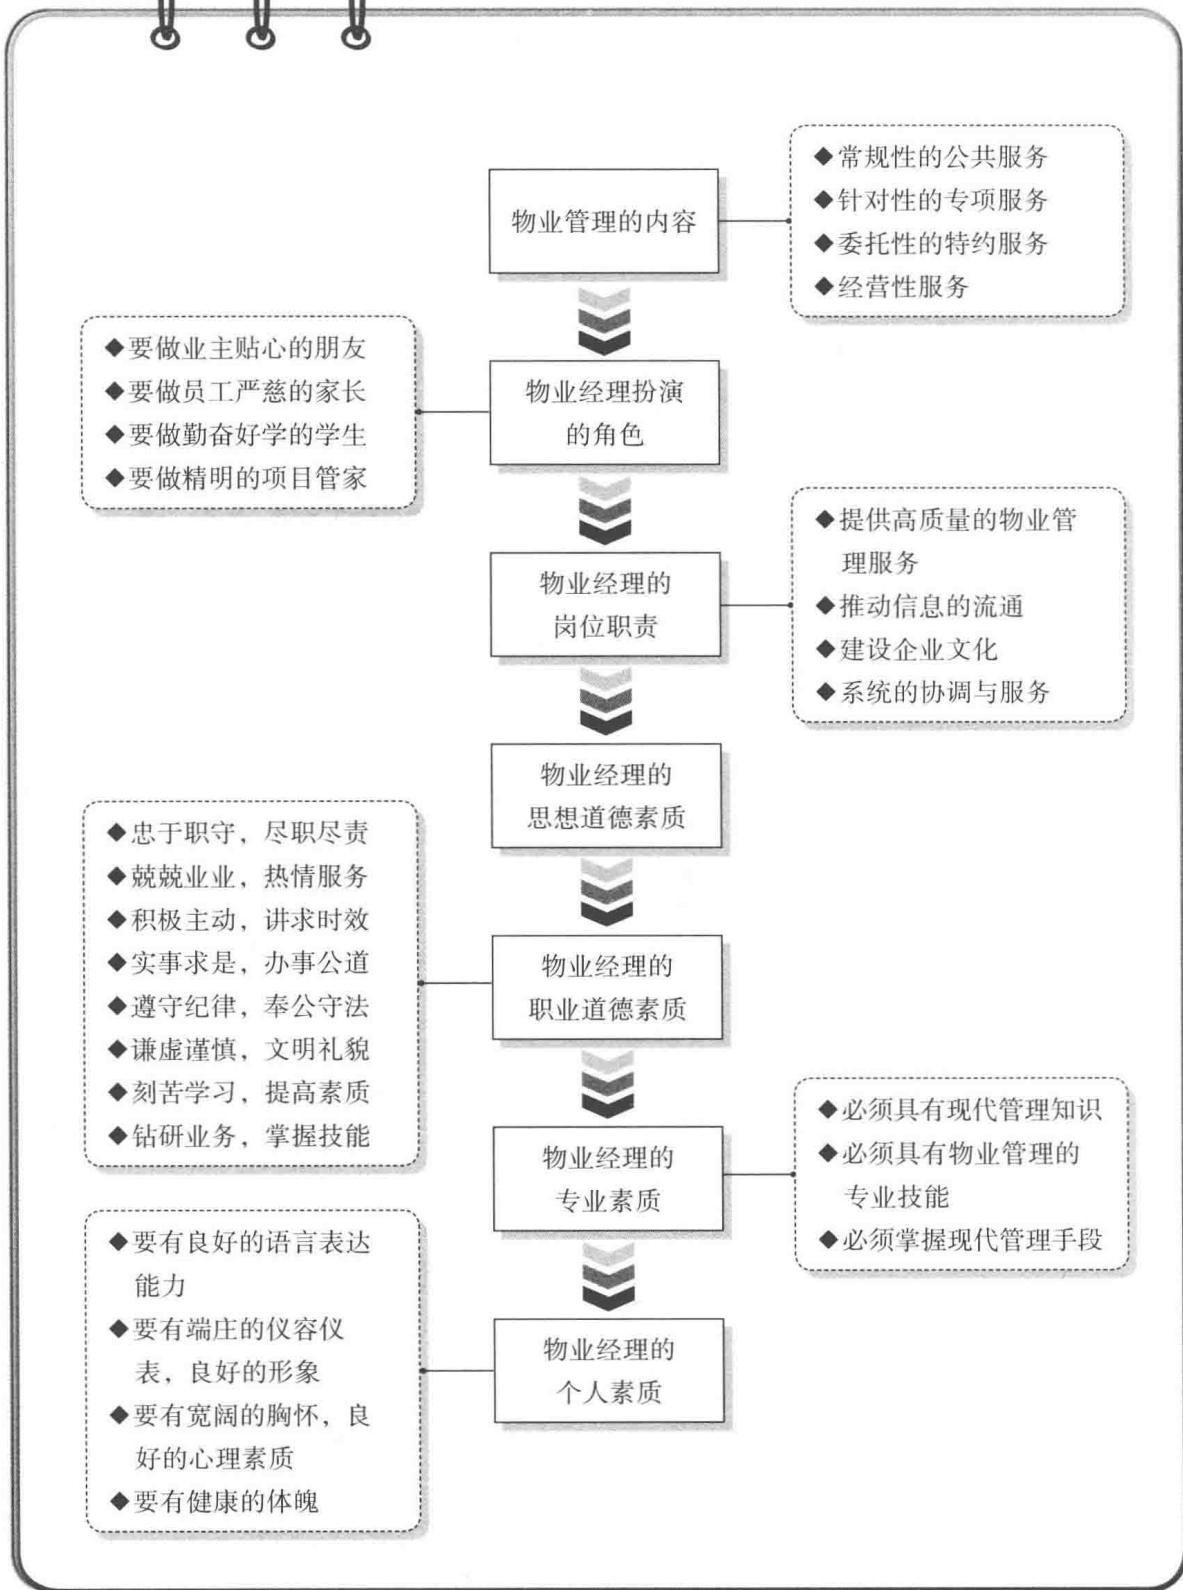 物业管理的内容
◆常规性的公共服务
◆针对性的专项服务
◆委托性的特约服务
◆经营性服务
物业经理扮演
的角色
◆要做业主贴心的朋友
◆要做员工严慈的家长
◆要做勤奋好学的学生
◆要做精明的项目管家
物业经理的
岗位职责
◆提供高质量的物业管
理服务
◆推动信息的流通
◆建设企业文化
◆系统的协调与服务
物业经理的
思想道德素质
物业经理的
职业道德素质
◆忠于职守，尽职尽责
◆兢兢业业，热情服务
◆积极主动，讲求时效
◆实事求是，办事公道
◆遵守纪律，奉公守法
◆谦虚谨慎，文明礼貌
◆刻苦学习，提高素质
◆钻研业务，掌握技能
物业经理的
专业素质
◆必须具有现代管理知识
◆必须具有物业管理的
专业技能
◆必须掌握现代管理手段
物业经理的
个人素质
◆要有良好的语言表达
能力
◆要有端庄的仪容仪
表，良好的形象
◆要有宽阔的胸怀，良
好的心理素质
◆要有健康的体魄